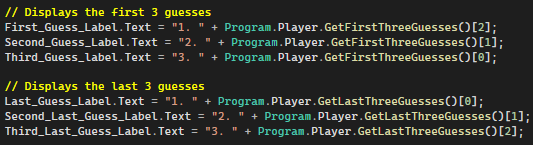 // Displays the first 3 guesses
First_Guess_Label.Text = "1. " + Program.Player.GetFirstThreeGuesses()[2];
Second_Guess_Label.Text = "2. " + Program.Player.GetFirstThreeGuesses()[1];
Third_Guess_Label.Text = "3. " + Program.Player.GetFirstThreeGuesses()[0];
// Displays the last 3 guesses
Last_Guess_Label.Text = "1. " + Program.Player.GetLastThreeGuesses()[0];
Second_Last_Guess_Label.Text = "2. " + Program.Player.GetLastThreeGuesses()[1];
Third_Last_Guess_Label.Text = "3. " + Program.Player.GetLastThreeGuesses()[2];